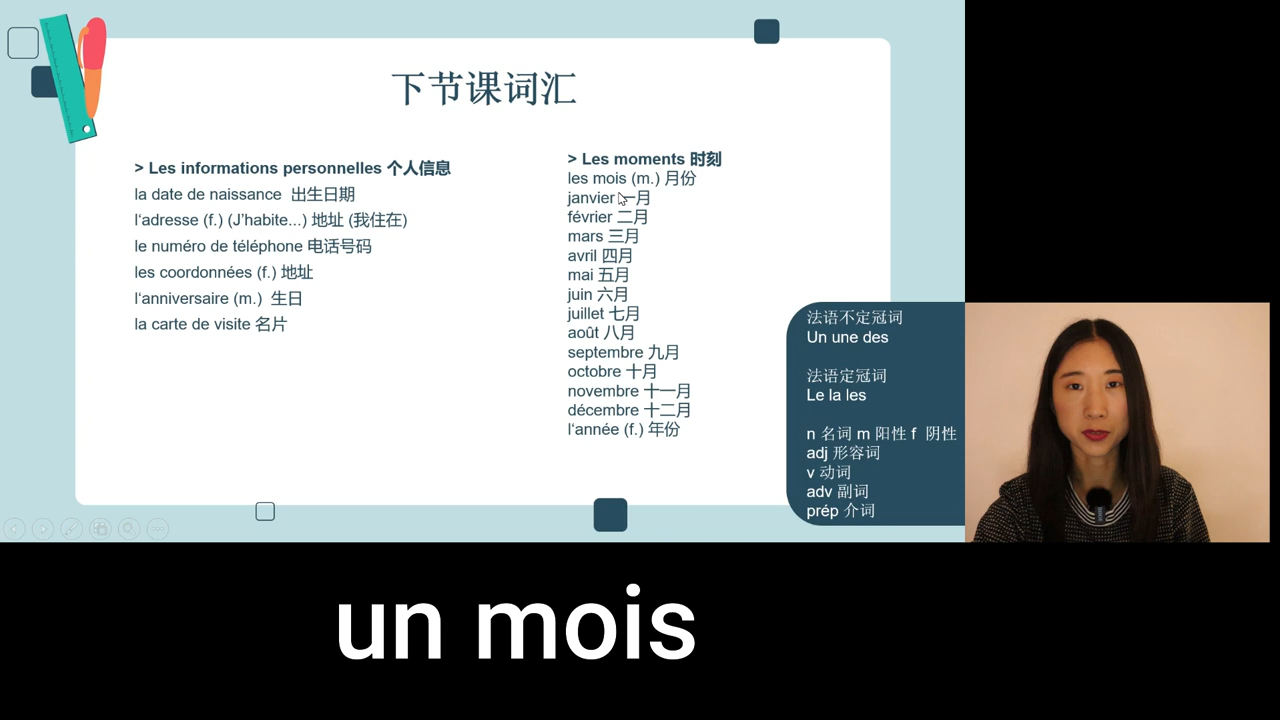 下节课词汇
> Les informations personnelles 个人信息
la date de naissance 出生日期
l'adresse (f.) (J'habite...) 地址 (我住在)
le numéro de téléphone 电话号码
les coordonnées (f.) 地址
l'anniversaire (m.) 生日
la carte de visite 名片
> Les moments 时刻
les mois (m.) 月份
janvier 一月
février 二月
mars 三月
avril 四月
mai 五月
juin 六月
juillet 七月
août 八月
septembre 九月
octobre 十月
novembre 十一月
décembre 十二月
l'année (f.) 年份
法语不定冠词
Un une des
法语定冠词
Le la les
n 名词 m 阳性 f 阴性
adj 形容词
v 动词
adv 副词
prép 介词
un mois